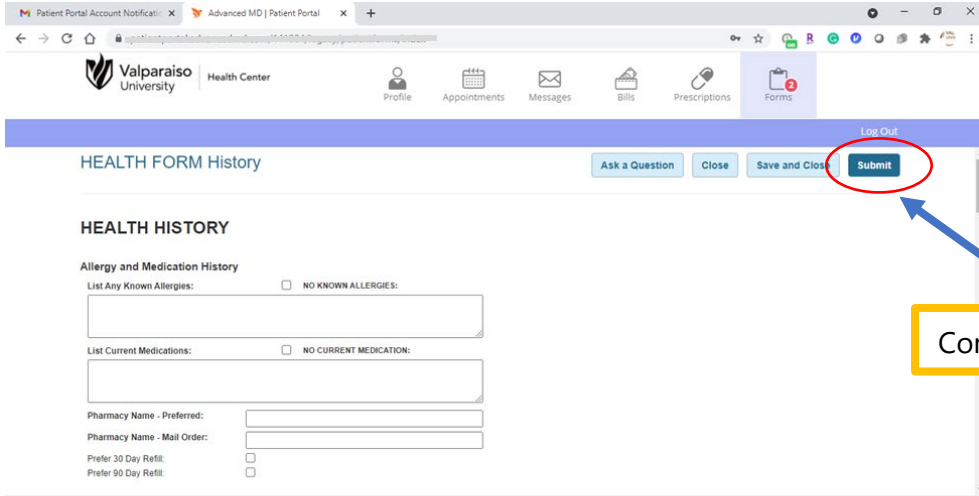 Patient Portal Account Notificatio
Advanced MD | Patient Portal
Valparaiso
University
Health Center
Profile
Appointments
Messages
Bills
Prescriptions
2
Forms
Log Out
HEALTH FORM History
Ask a Question
Close
Save and Close
Submit
HEALTH HISTORY
Allergy and Medication History
List Any Known Allergies: NO KNOWN ALLERGIES:
List Current Medications: NO CURRENT MEDICATION:
Pharmacy Name - Preferred:
Pharmacy Name - Mail Order:
Prefer 30 Day Refill:
Prefer 90 Day Refill: